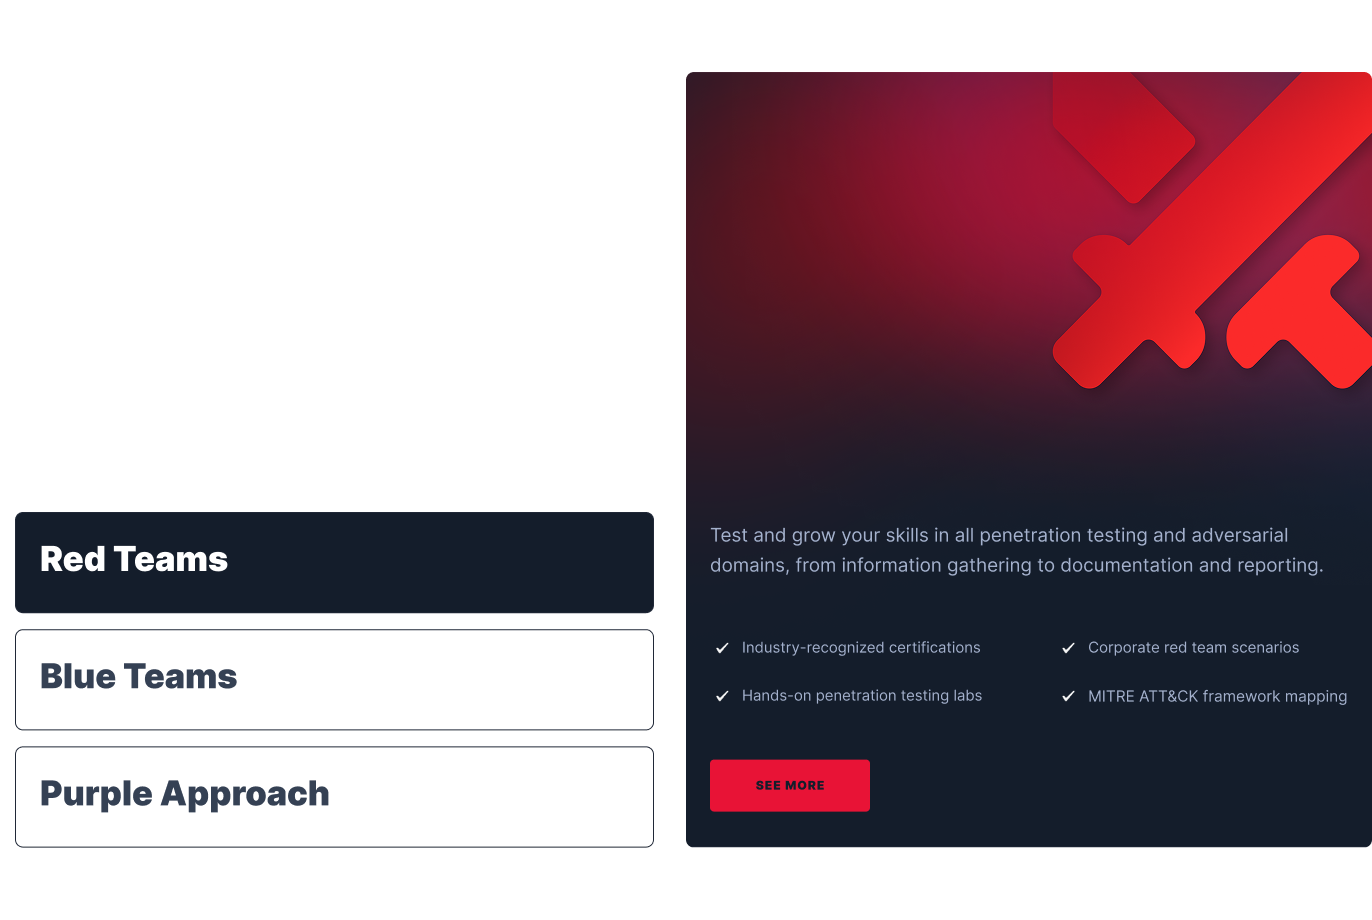 Red Teams
Blue Teams
Purple Approach
Test and grow your skills in all penetration testing and adversarial
domains, from information gathering to documentation and reporting.
Industry-recognized certifications
Corporate red team scenarios
Hands-on penetration testing labs
MITRE ATT&CK framework mapping
SEE MORE